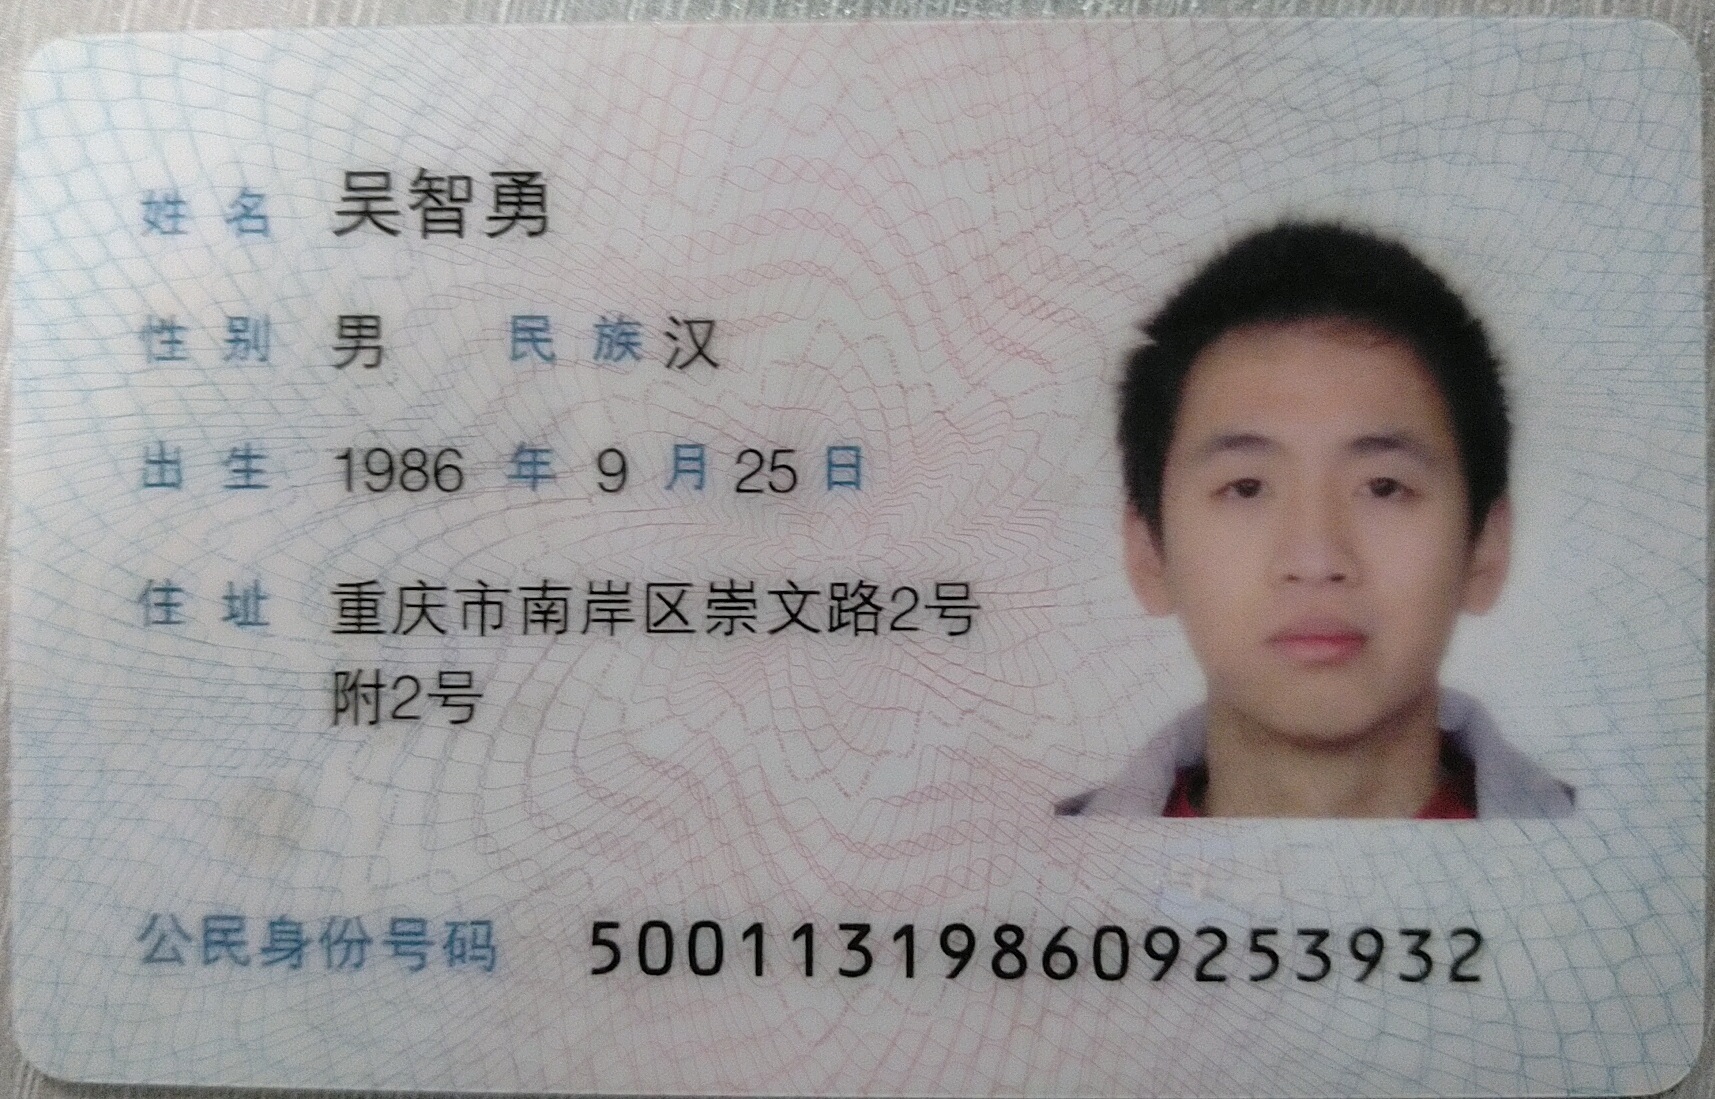 姓名 吴智勇
性别 男 民族 汉
出生 1986 年 9 月 25 日
住址 重庆市南岸区崇文路2号
附2号
公民身份号码 500113198609253932